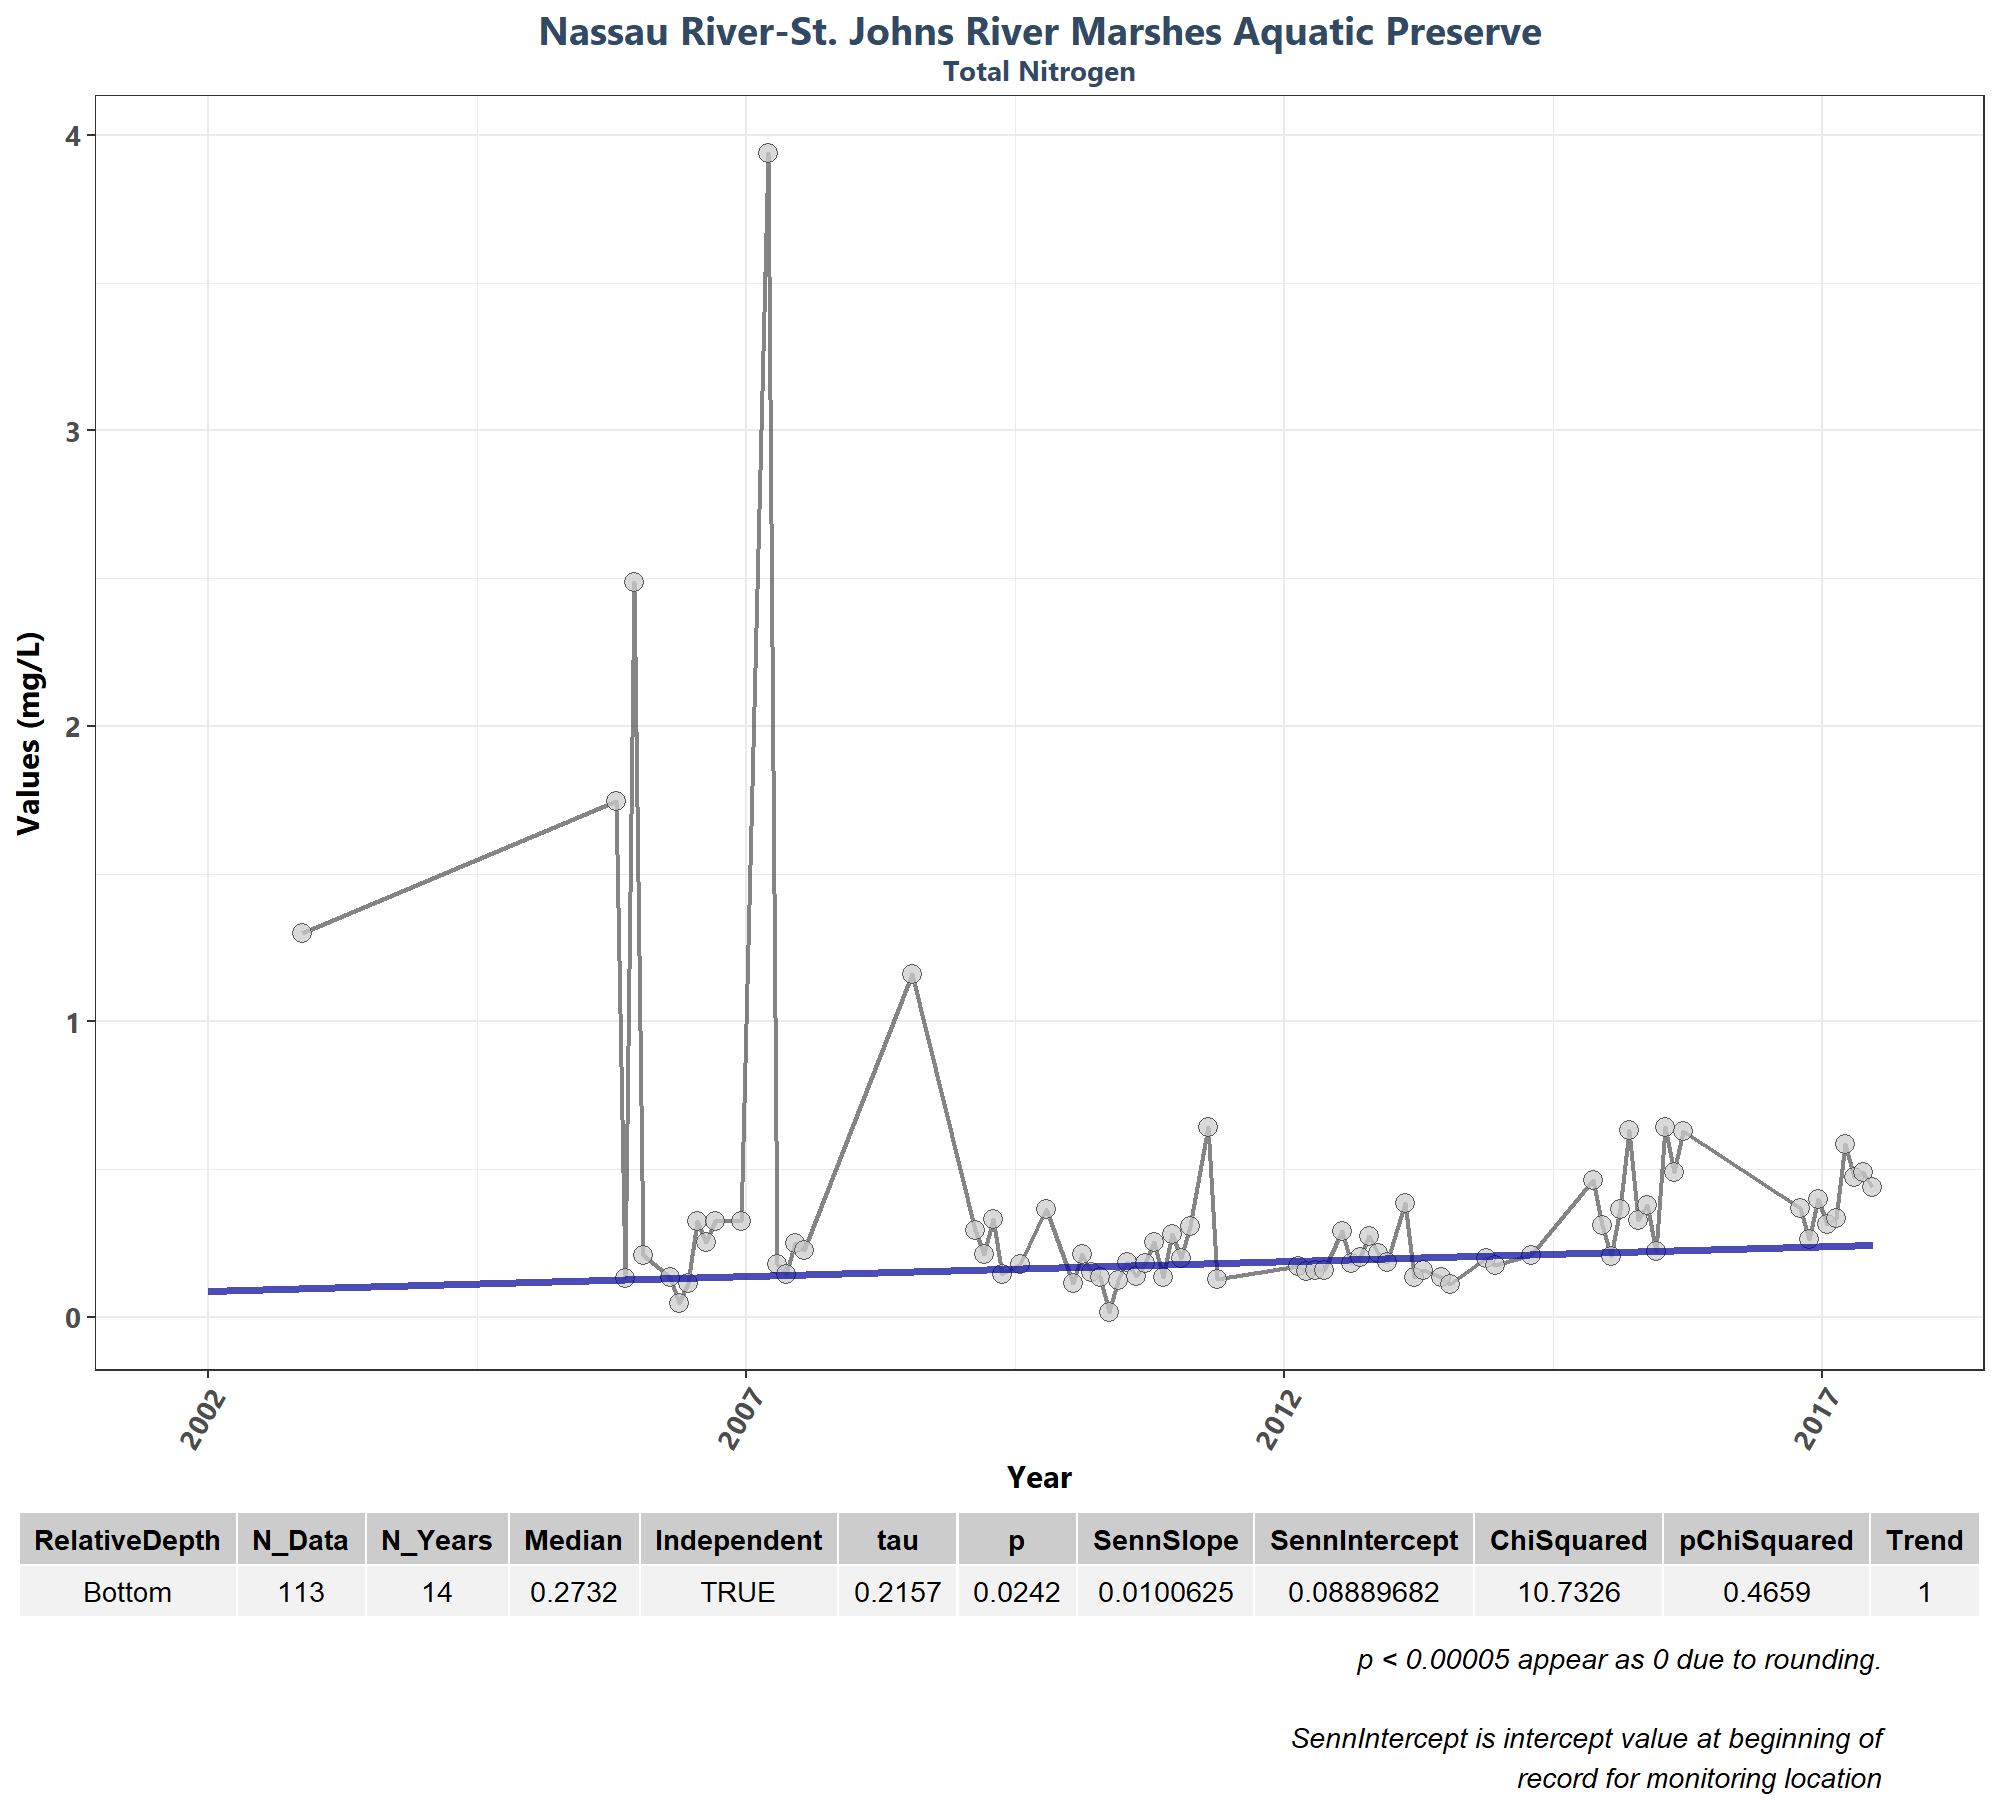 Nassau River-St. Johns River Marshes Aquatic Preserve
Total Nitrogen
Values (mg/L)
4
3
2
1
0
2002
2007
2012
2017
Year
RelativeDepth N_Data N_Years Median Independent tau p SennSlope SennIntercept ChiSquared pChiSquared Trend
Bottom 113 14 0.2732 TRUE 0.2157 0.0242 0.0100625 0.08889682 10.7326 0.4659 1
p < 0.00005 appear as 0 due to rounding.
SennIntercept is intercept value at beginning of
record for monitoring location